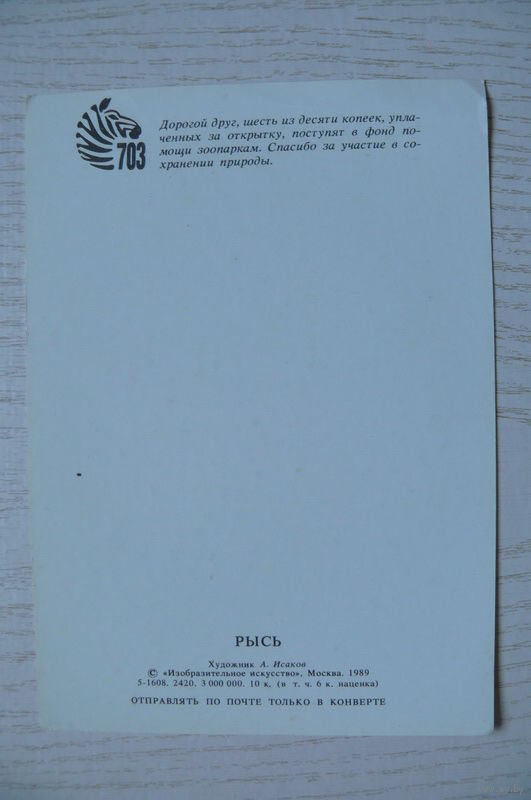 703
Дорогой друг, шесть из десяти копеек, упла-
ченных за открытку, поступят в фонд по-
мощи зоопаркам. Спасибо за участие в со-
хранении природы.
РЫСЬ
Художник А. Исаков
© «Изобразительное искусство». Москва. 1989
5-1608. 2420. 3 000 000. 10 к. (в т. ч. 6 к. наценка)
ОТПРАВЛЯТЬ ПО ПОЧТЕ ТОЛЬКО В КОНВЕРТЕ